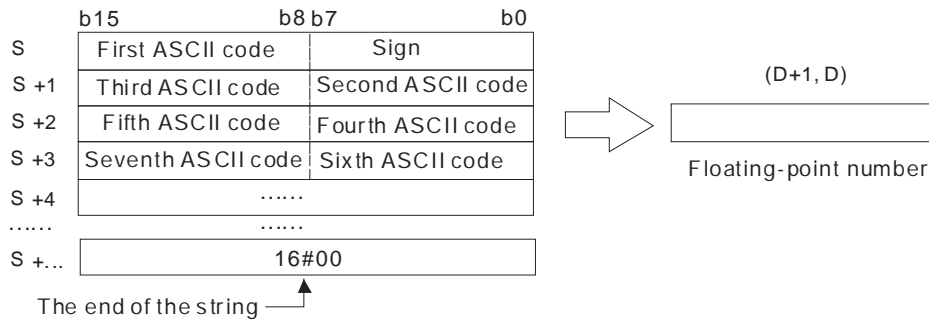 b15 b8 b7 b0
S First ASCII code Sign
S +1 Third ASCII code Second ASCII code
S +2 Fifth ASCII code Fourth ASCII code
S +3 Seventh ASCII code Sixth ASCII code
S +4 ......
...... ......
S +... 16#00
The end of the string
(D+1, D)
Floating-point number